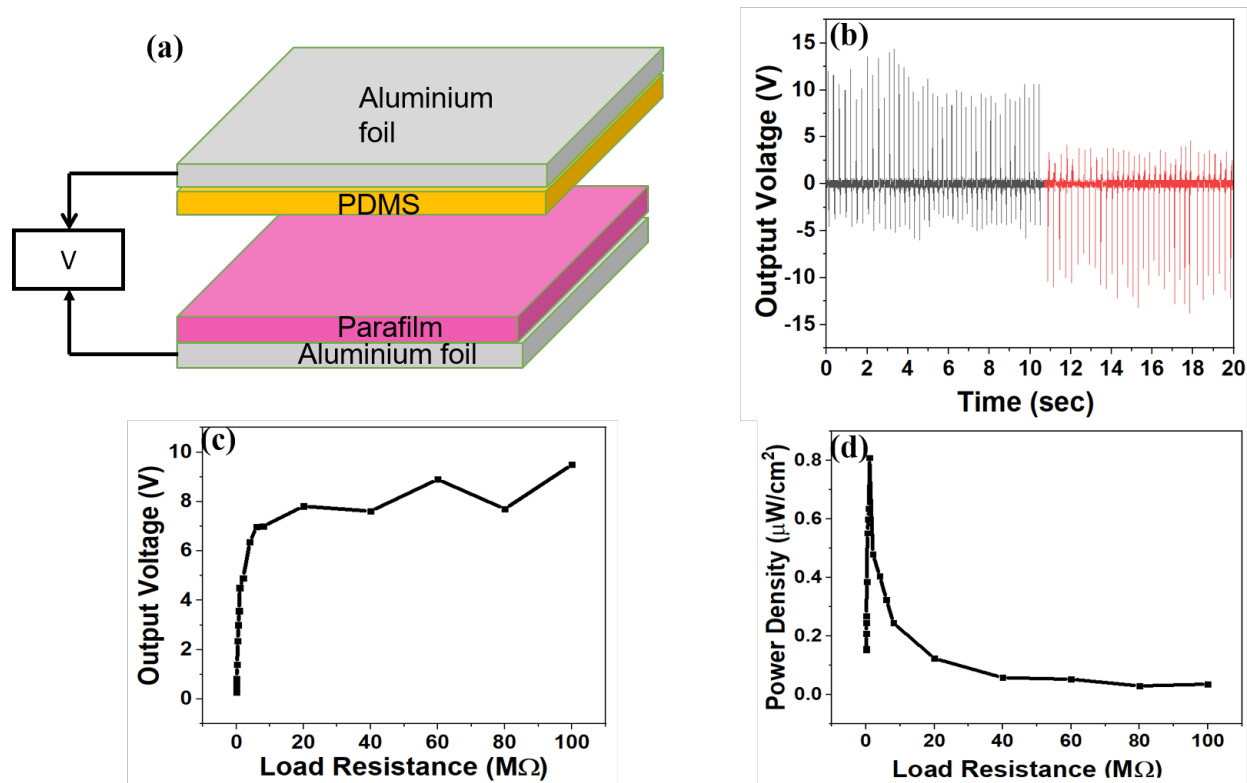 (a)
Aluminium
foil
PDMS
V
Parafilm
Aluminium foil
(b)
Outptut Volatge (V)
15
10
5
0
-5
-10
-15
0 2 4 6 8 10 12 14 16 18 20
Time (sec)
(c)
Output Voltage (V)
10
8
6
4
2
0
0 20 40 60 80 100
Load Resistance (MΩ)
(d)
Power Density (μW/cm²)
0.8
0.6
0.4
0.2
0.0
0 20 40 60 80 100
Load Resistance (MΩ)